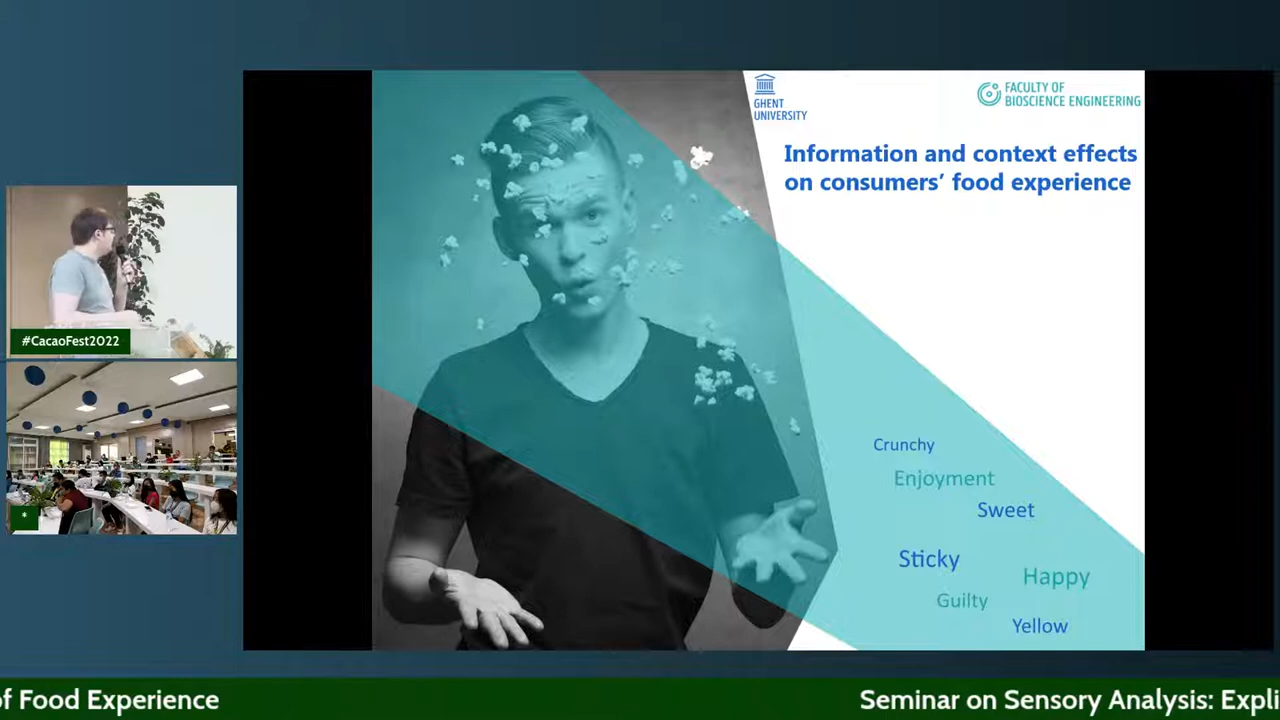 GHENT
UNIVERSITY
FACULTY OF
BIOSCIENCE ENGINEERING
Information and context effects
on consumers’ food experience
#CacaoFest2022
*
Crunchy
Enjoyment
Sweet
Sticky
Happy
Guilty
Yellow
of Food Experience
Seminar on Sensory Analysis: Expli